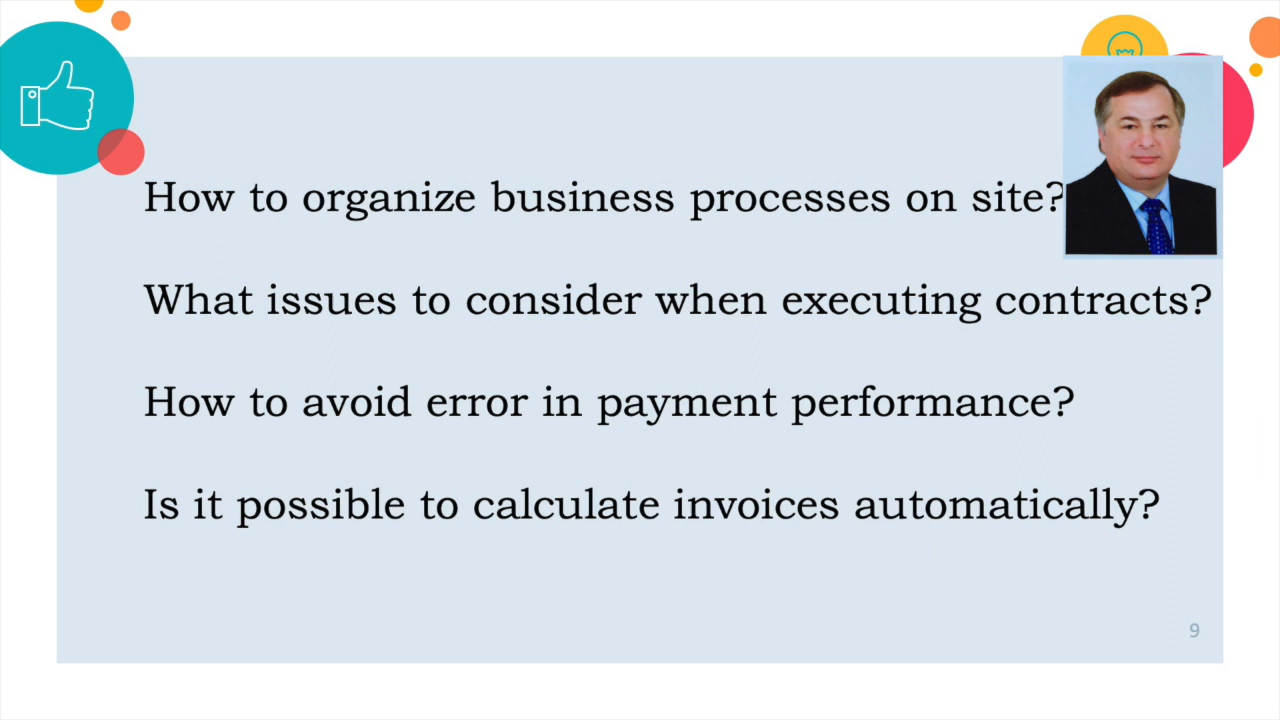 How to organize business processes on site?
What issues to consider when executing contracts?
How to avoid error in payment performance?
Is it possible to calculate invoices automatically?
9